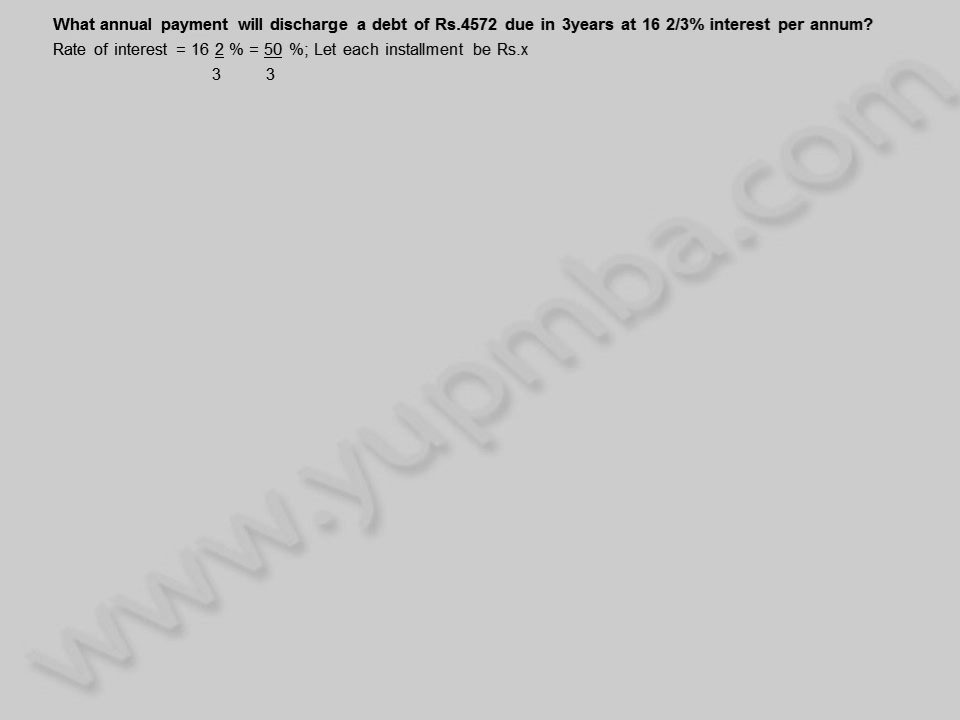 What annual payment will discharge a debt of Rs.4572 due in 3years at 16 2/3% interest per annum?
Rate of interest = 16 2 % = 50 %; Let each installment be Rs.x
3 3
www.yupmba.com